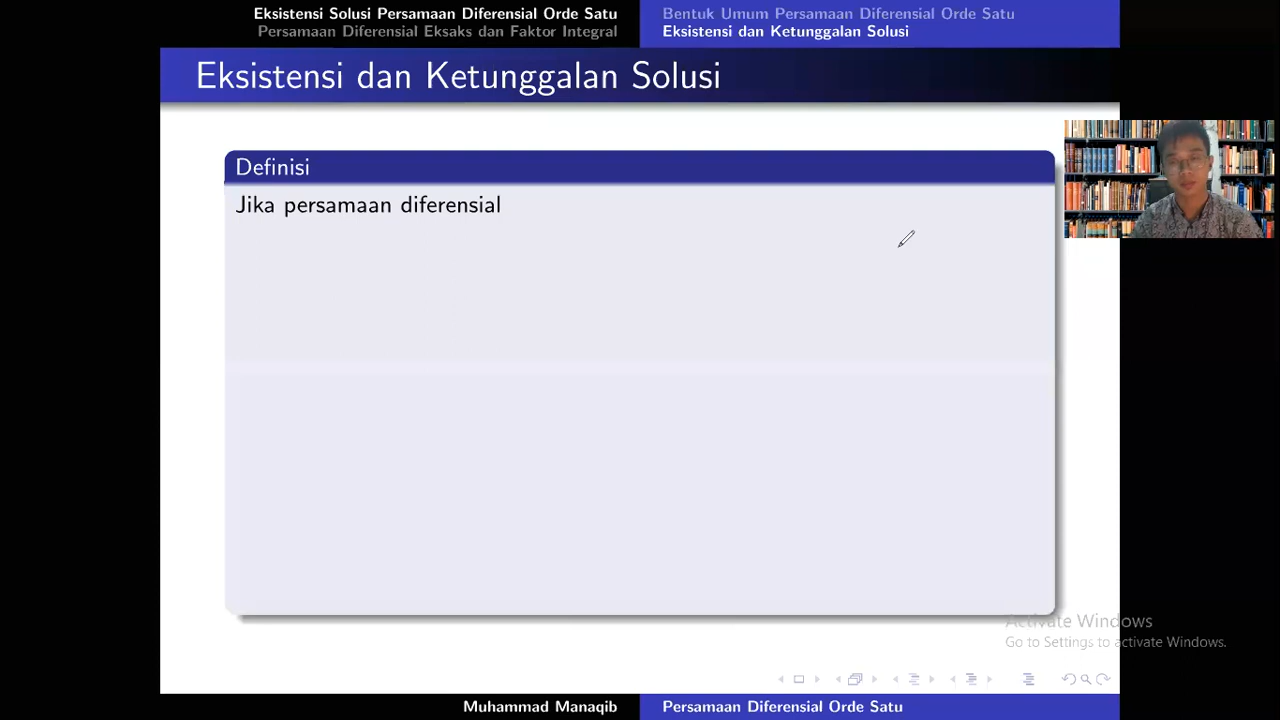 Eksistensi Solusi Persamaan Diferensial Orde Satu
Persamaan Diferensial Eksaks dan Faktor Integral
Bentuk Umum Persamaan Diferensial Orde Satu
Eksistensi dan Ketunggalan Solusi
Eksistensi dan Ketunggalan Solusi
Definisi
Jika persamaan diferensial
Activate Windows
Go to Settings to activate Windows.
Muhammad Manaqib
Persamaan Diferensial Orde Satu